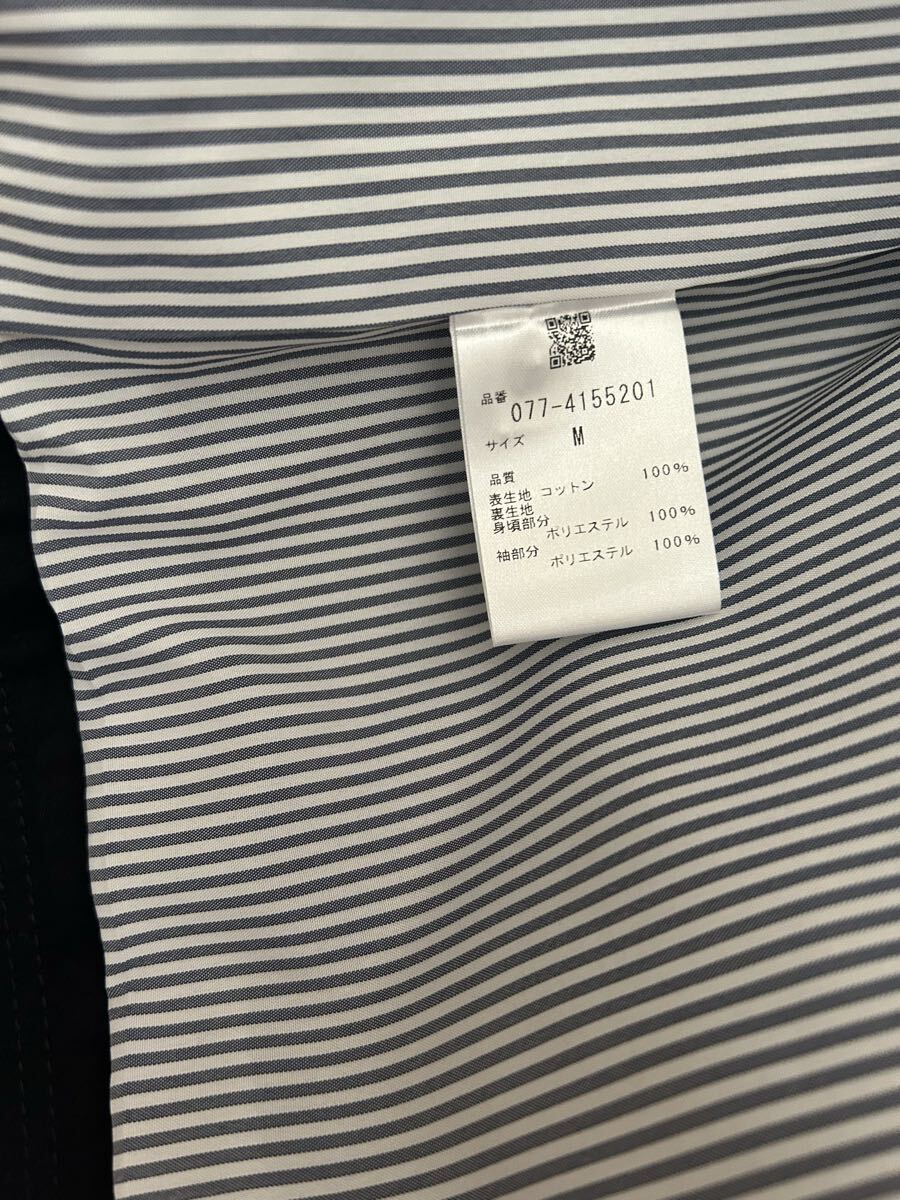 品番 077-4155201
サイズ M
品質
表生地 コットン 100%
裏生地
身頃部分 ポリエステル 100%
袖部分 ポリエステル 100%